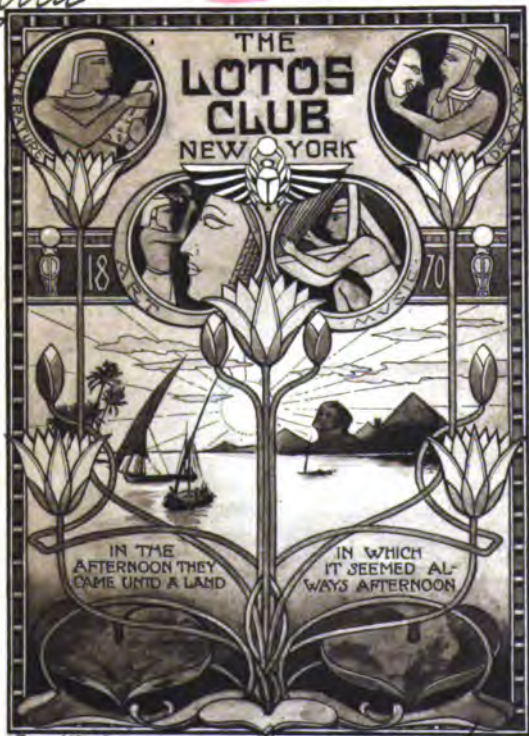 THE
LOTOS
CLUB
NEW YORK
LITERATURE
DRAMA
ART
MUSIC
18 70
IN THE
AFTERNOON THEY
CAME UNTO A LAND
IN WHICH
IT SEEMED AL-
WAYS AFTERNOON